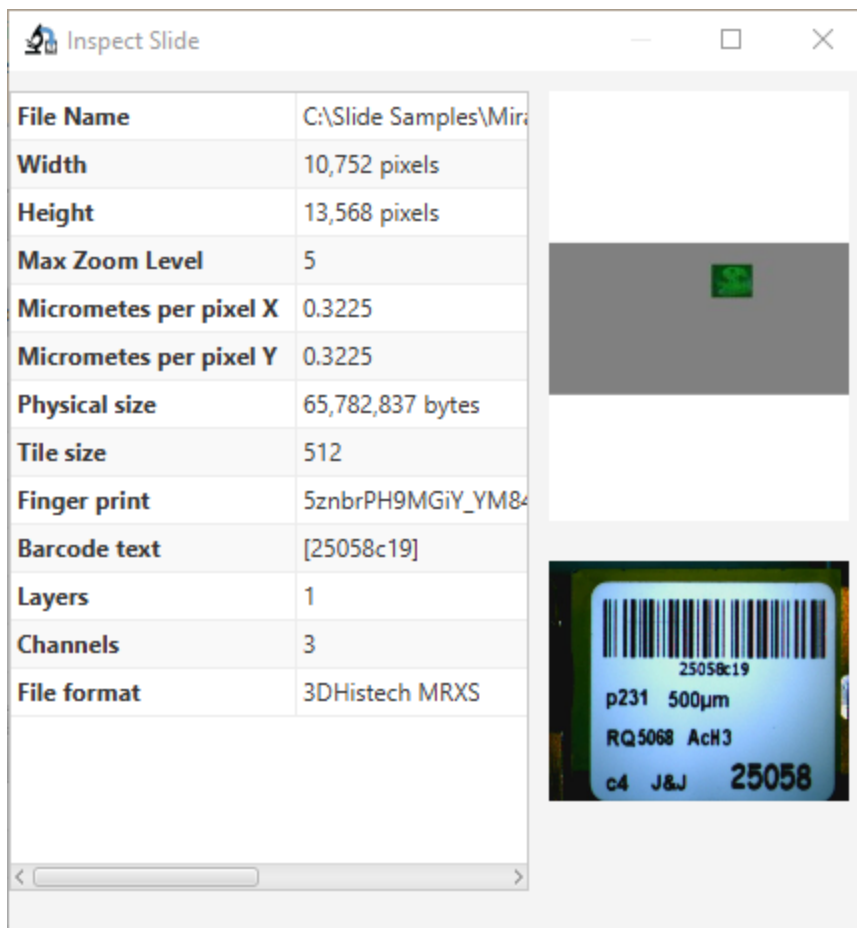 Inspect Slide
File Name C:\Slide Samples\Mira
Width 10,752 pixels
Height 13,568 pixels
Max Zoom Level 5
Micrometes per pixel X 0.3225
Micrometes per pixel Y 0.3225
Physical size 65,782,837 bytes
Tile size 512
Finger print 5znbrPH9MGiY_YM84
Barcode text [25058c19]
Layers 1
Channels 3
File format 3DHistech MRXS
25058c19
p231 500µm
RQ5068 AcH3
c4 J&J 25058